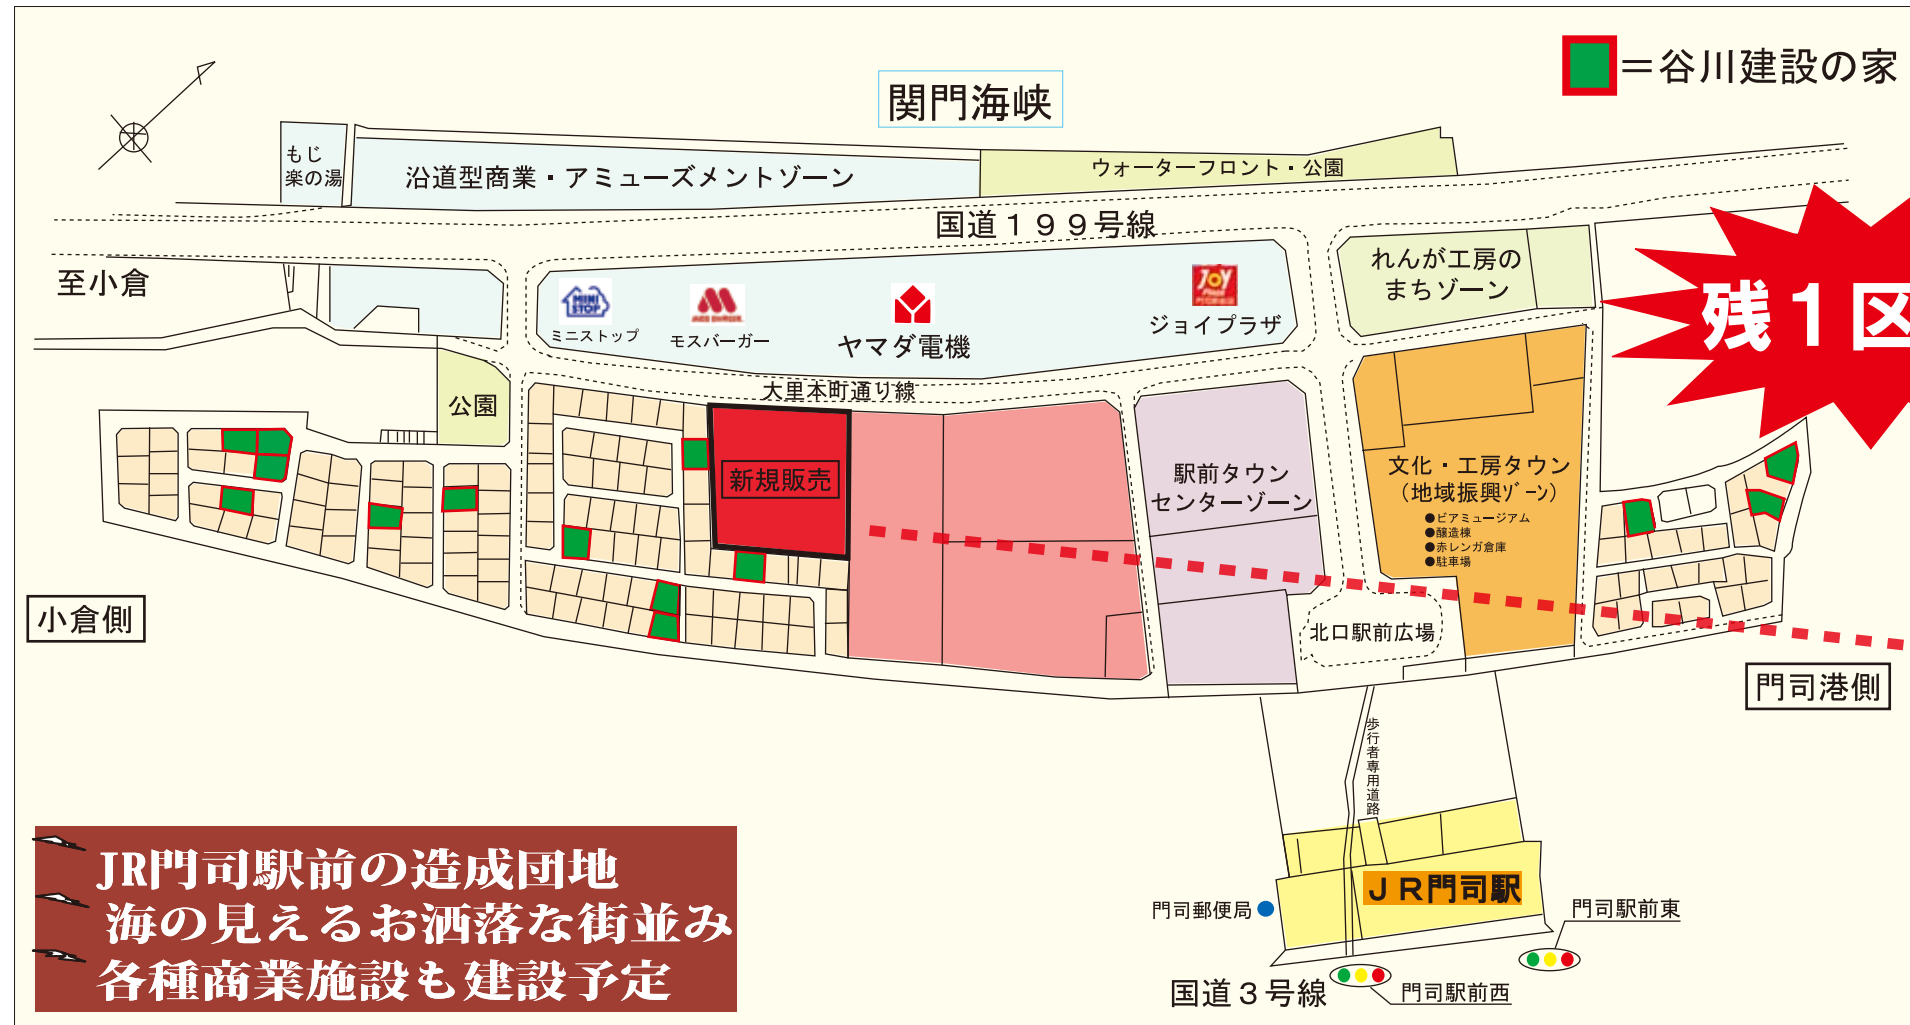 ＝谷川建設の家
関門海峡
もじ
楽の湯
沿道型商業・アミューズメントゾーン
ウォーターフロント・公園
国道１９９号線
至小倉
MINI
STOP
ミニストップ
モスバーガー
ヤマダ電機
JOY
ジョイプラザ
れんが工房の
まちゾーン
残１区
大里本町通り線
公園
新規販売
駅前タウン
センターゾーン
文化・工房タウン
（地域振興ｿﾞｰﾝ）
●ビアミュージアム
●醸造棟
●赤レンガ倉庫
●駐車場
小倉側
北口駅前広場
門司港側
歩行者専用道路
JR門司駅前の造成団地
海の見えるお洒落な街並み
各種商業施設も建設予定
ＪＲ門司駅
門司郵便局
門司駅前東
国道３号線
門司駅前西